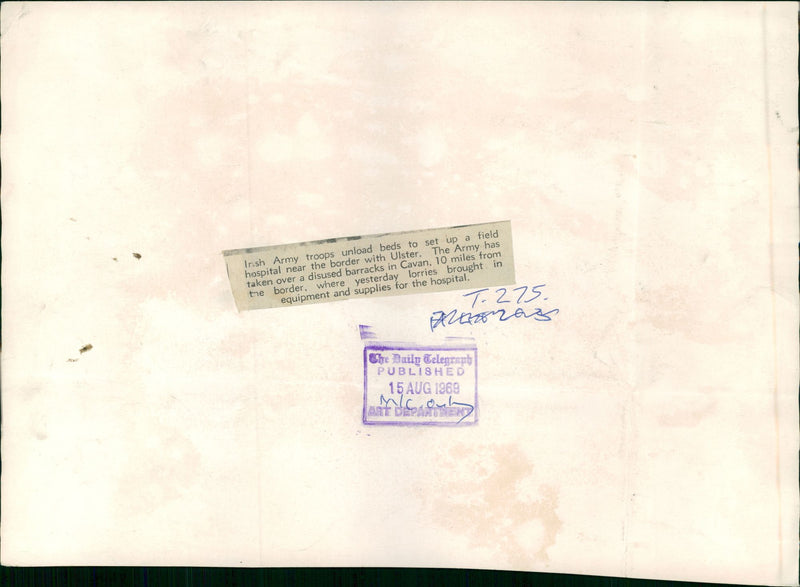 Irish Army troops unload beds to set up a field
hospital near the border with Ulster. The Army has
taken over a disused barracks in Cavan, 10 miles from
the border, where yesterday lorries brought in
equipment and supplies for the hospital.
T. 275.
The Daily Telegraph
PUBLISHED
15 AUG 1969
M/C. only
ART DEPARTMENT